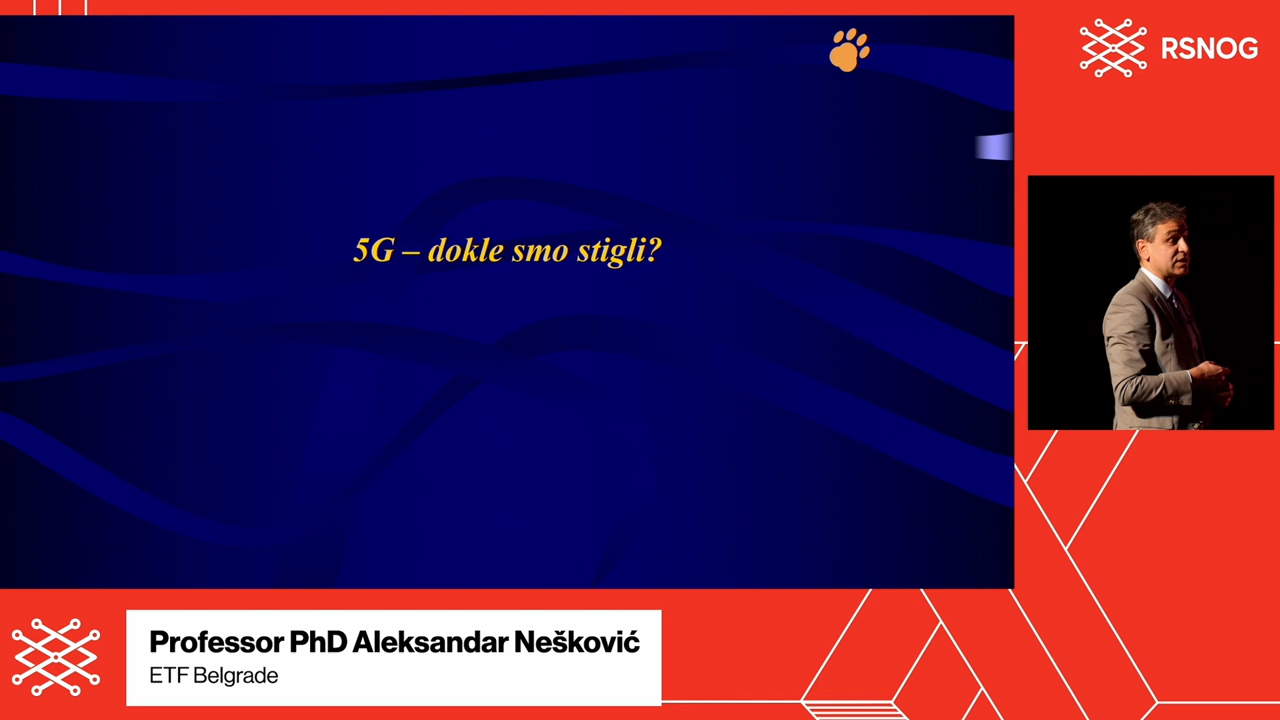 RSNOG
5G – dokle smo stigli?
Professor PhD Aleksandar Nešković
ETF Belgrade